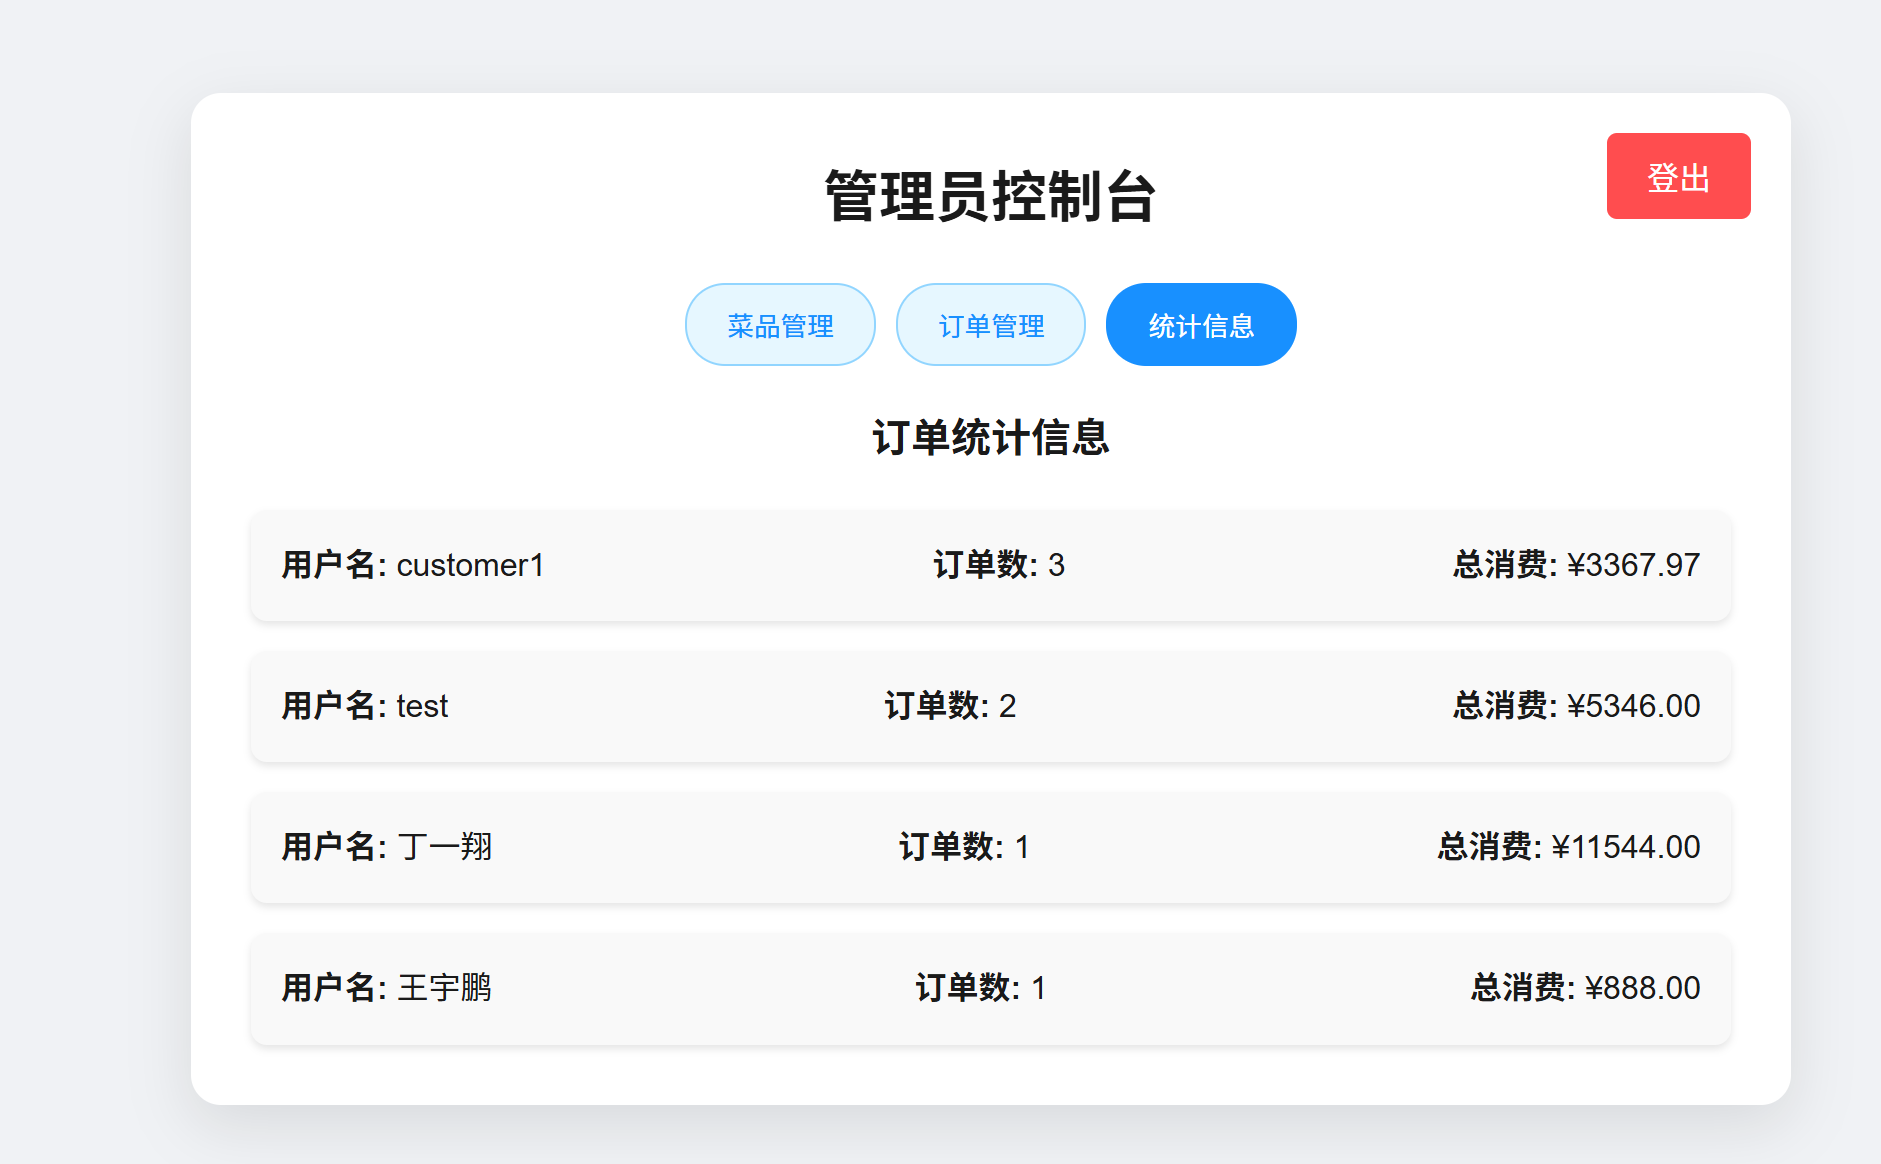 登出
管理员控制台
菜品管理 订单管理 统计信息
订单统计信息
用户名: customer1 订单数: 3 总消费: ¥3367.97
用户名: test 订单数: 2 总消费: ¥5346.00
用户名: 丁一翔 订单数: 1 总消费: ¥11544.00
用户名: 王宇鹏 订单数: 1 总消费: ¥888.00